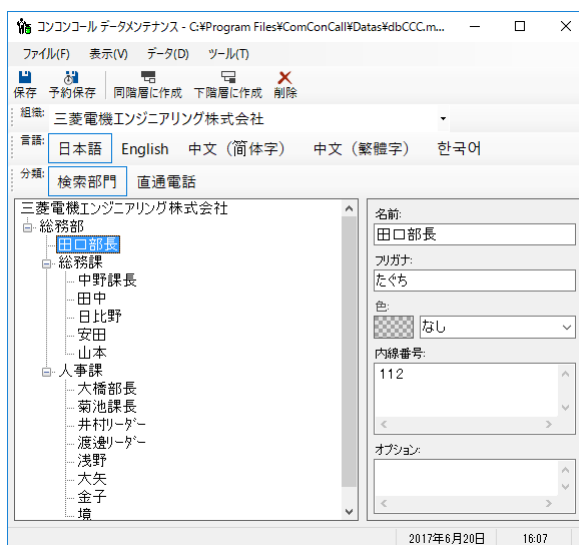 コンコンコール データメンテナンス - C:¥Program Files¥ComConCall¥Datas¥dbCCC.m...
ファイル(F) 表示(V) データ(D) ツール(T)
保存 予約保存 同階層に作成 下階層に作成 削除
組織: 三菱電機エンジニアリング株式会社
言語: 日本語 English 中文（简体字） 中文（繁體字） 한국어
分類: 検索部門 直通電話
三菱電機エンジニアリング株式会社
総務部
田口部長
総務課
中野課長
田中
日比野
安田
山本
人事課
大橋部長
菊池課長
井村リーダー
渡邊リーダー
浅野
大矢
金子
境
名前:
田口部長
フリガナ:
たぐち
色:
なし
内線番号:
112
オプション:
2017年6月20日 16:07